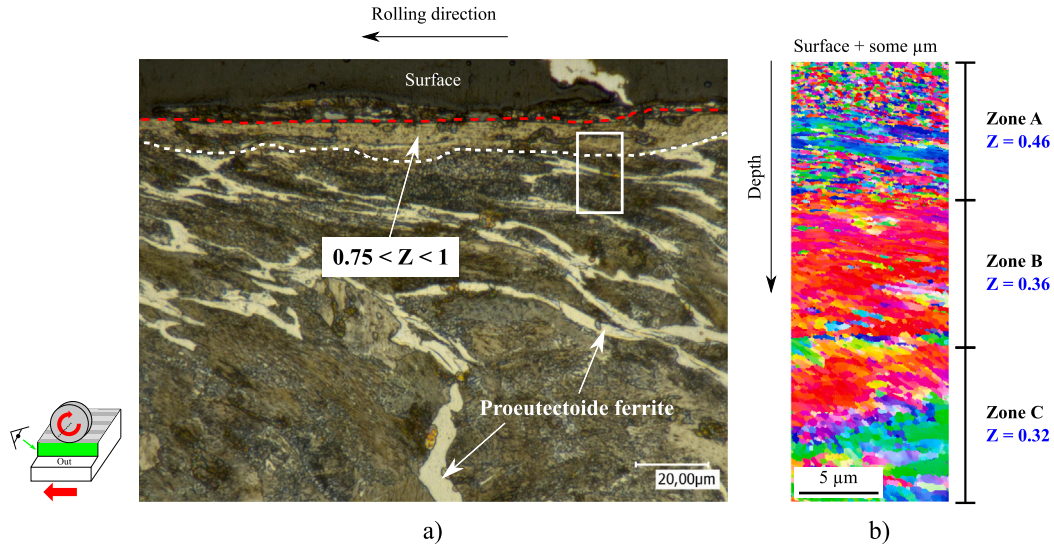 a)
Rolling direction
Surface
0.75 < Z < 1
Proeutectoide ferrite
20,00µm
Out
a)
Surface + some µm
Depth
Zone A
Z = 0.46
Zone B
Z = 0.36
Zone C
Z = 0.32
5 µm
b)